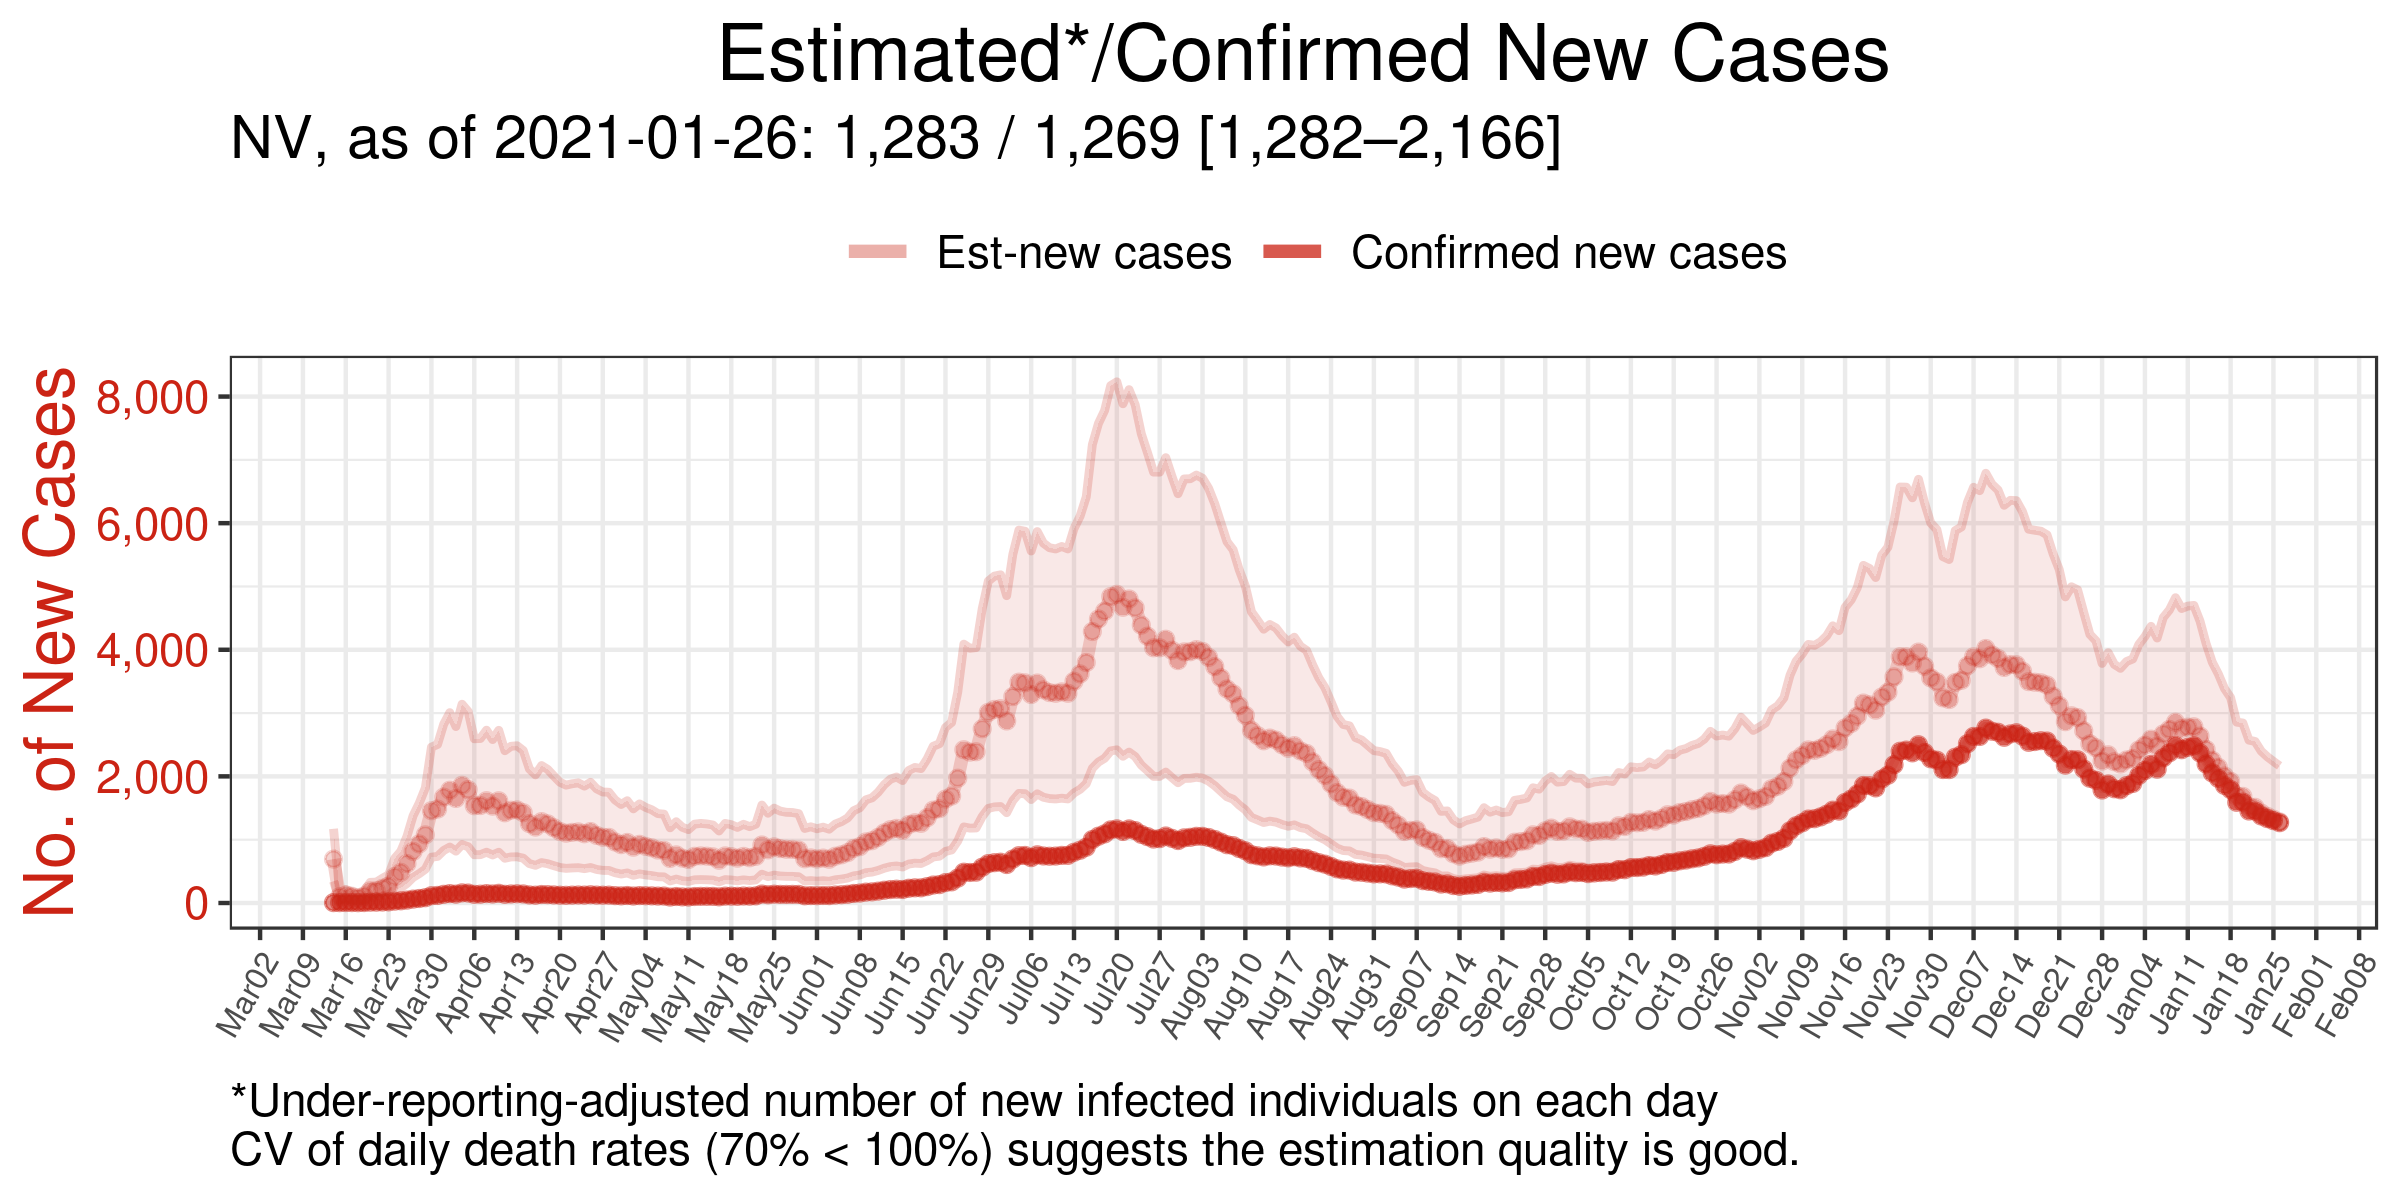 Estimated*/Confirmed New Cases
NV, as of 2021-01-26: 1,283 / 1,269 [1,282–2,166]
Est-new cases Confirmed new cases
No. of New Cases
8,000
6,000
4,000
2,000
0
Mar02 Mar09 Mar16 Mar23 Mar30 Apr06 Apr13 Apr20 Apr27 May04 May11 May18 May25 Jun01 Jun08 Jun15 Jun22 Jun29 Jul06 Jul13 Jul20 Jul27 Aug03 Aug10 Aug17 Aug24 Aug31 Sep07 Sep14 Sep21 Sep28 Oct05 Oct12 Oct19 Oct26 Nov02 Nov09 Nov16 Nov23 Nov30 Dec07 Dec14 Dec21 Dec28 Jan04 Jan11 Jan18 Jan25 Feb01 Feb08
*Under-reporting-adjusted number of new infected individuals on each day
CV of daily death rates (70% < 100%) suggests the estimation quality is good.